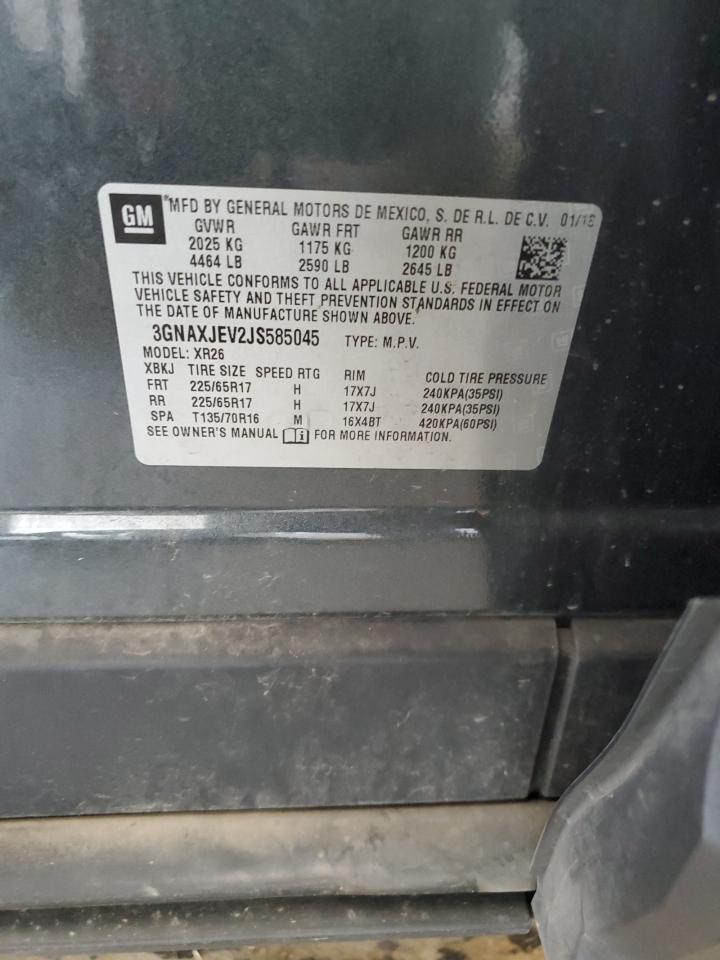 GM
®MFD BY GENERAL MOTORS DE MEXICO, S. DE R.L. DE C.V. 01/18
GVWR GAWR FRT GAWR RR
2025 KG 1175 KG 1200 KG
4464 LB 2590 LB 2645 LB
THIS VEHICLE CONFORMS TO ALL APPLICABLE U.S. FEDERAL MOTOR
VEHICLE SAFETY AND THEFT PREVENTION STANDARDS IN EFFECT ON
THE DATE OF MANUFACTURE SHOWN ABOVE.
3GNAXJEV2JS585045 TYPE: M.P.V.
MODEL: XR26
XBKJ TIRE SIZE SPEED RTG RIM COLD TIRE PRESSURE
FRT 225/65R17 H 17X7J 240KPA(35PSI)
RR 225/65R17 H 17X7J 240KPA(35PSI)
SPA T135/70R16 M 16X4BT 420KPA(60PSI)
SEE OWNER'S MANUAL FOR MORE INFORMATION.